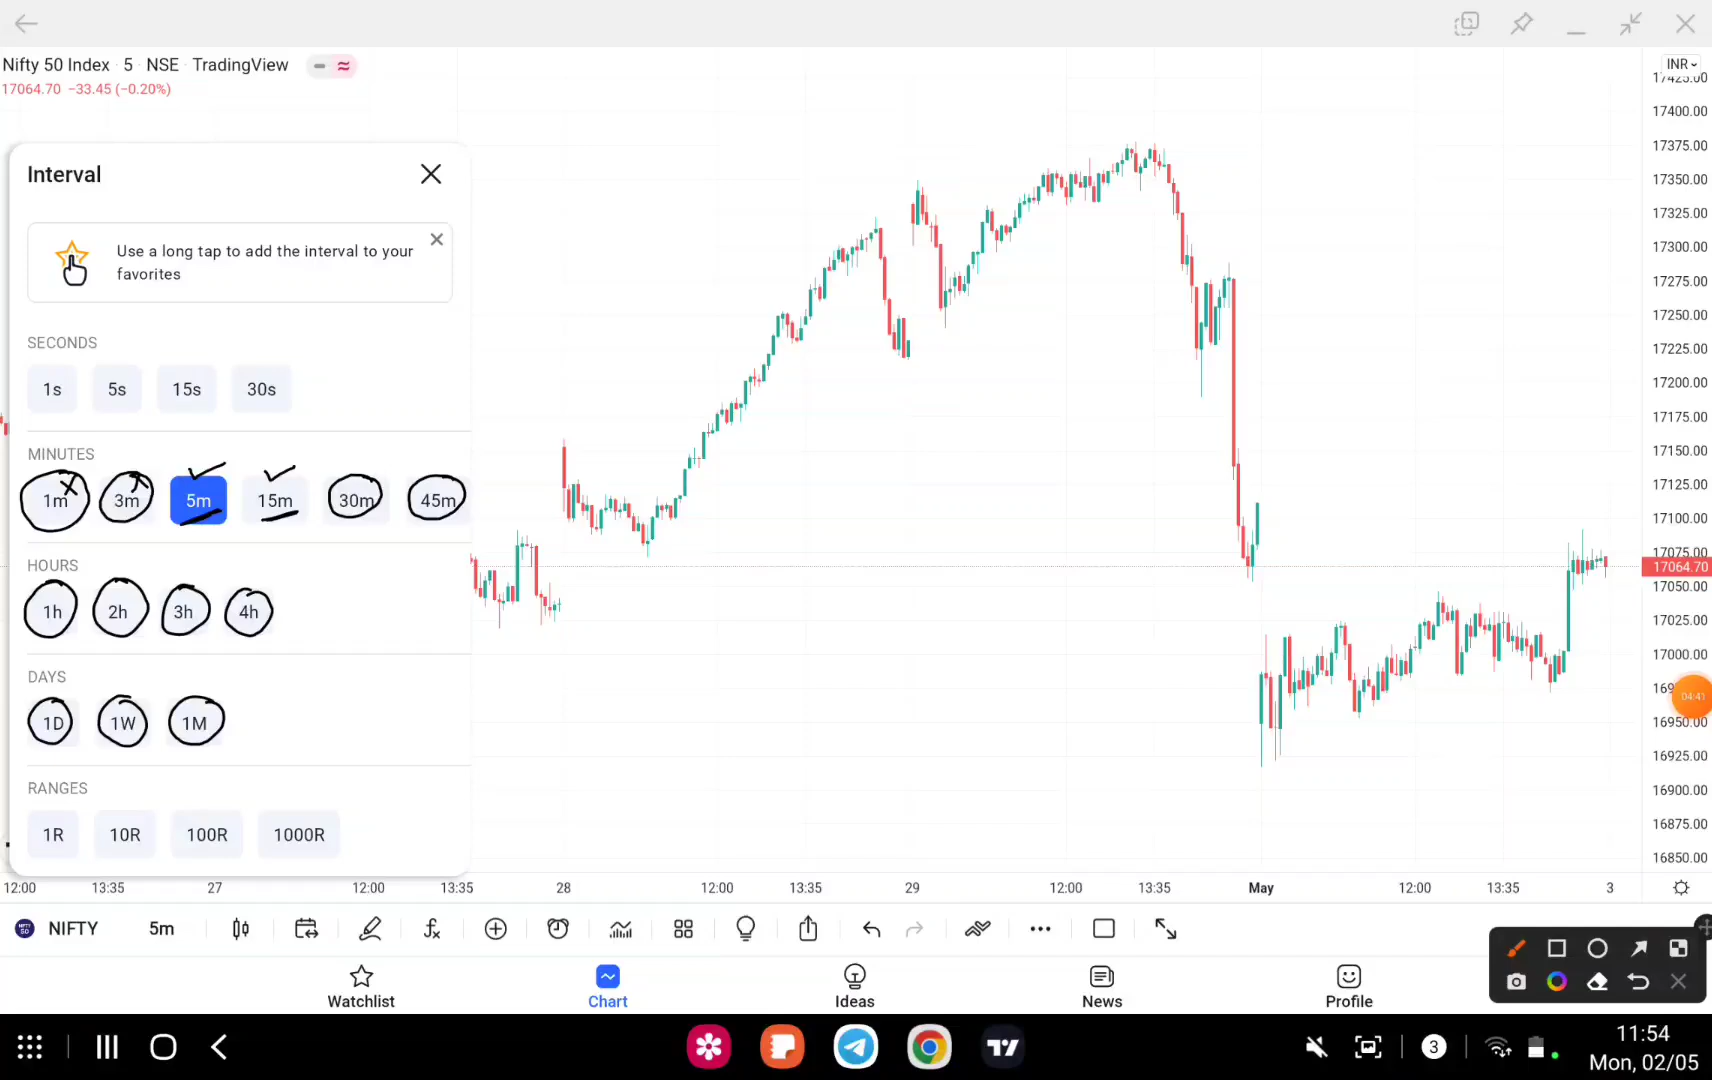 Nifty 50 Index · 5 · NSE · TradingView
17064.70 −33.45 (−0.20%)
INR
17425.00
17400.00
17375.00
17350.00
17325.00
17300.00
17275.00
17250.00
17225.00
17200.00
17175.00
17150.00
17125.00
17100.00
17075.00
17064.70
17050.00
17025.00
17000.00
04:41
16950.00
16925.00
16900.00
16875.00
16850.00
Interval
Use a long tap to add the interval to your
favorites
SECONDS
1s 5s 15s 30s
MINUTES
1m 3m 5m 15m 30m 45m
HOURS
1h 2h 3h 4h
DAYS
1D 1W 1M
RANGES
1R 10R 100R 1000R
12:00 13:35 27 12:00 13:35 28 12:00 13:35 29 12:00 13:35 May 12:00 13:35 3
NIFTY 5m
Watchlist Chart Ideas News Profile
3
11:54
Mon, 02/05